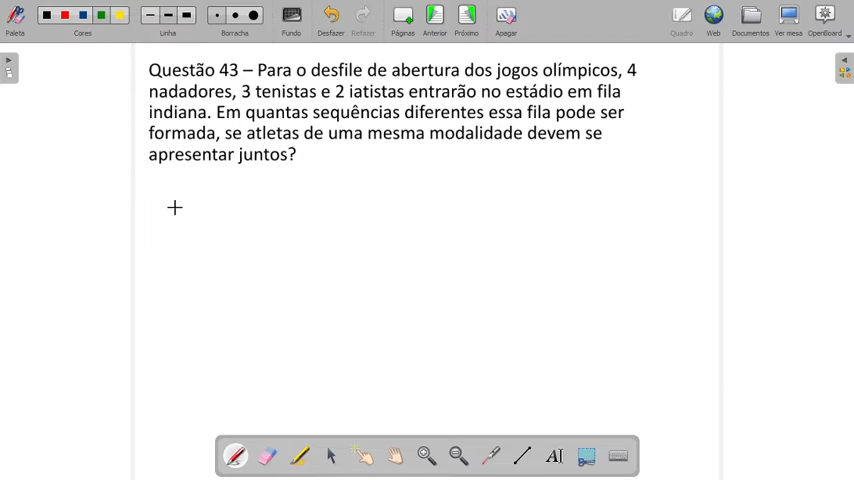 Paleta Cores Linha Borracha Fundo Desfazer Refazer Páginas Anterior Próximo Apagar Quadro Web Documentos Ver mesa OpenBoard
Questão 43 – Para o desfile de abertura dos jogos olímpicos, 4
nadadores, 3 tenistas e 2 iatistas entrarão no estádio em fila
indiana. Em quantas sequências diferentes essa fila pode ser
formada, se atletas de uma mesma modalidade devem se
apresentar juntos?